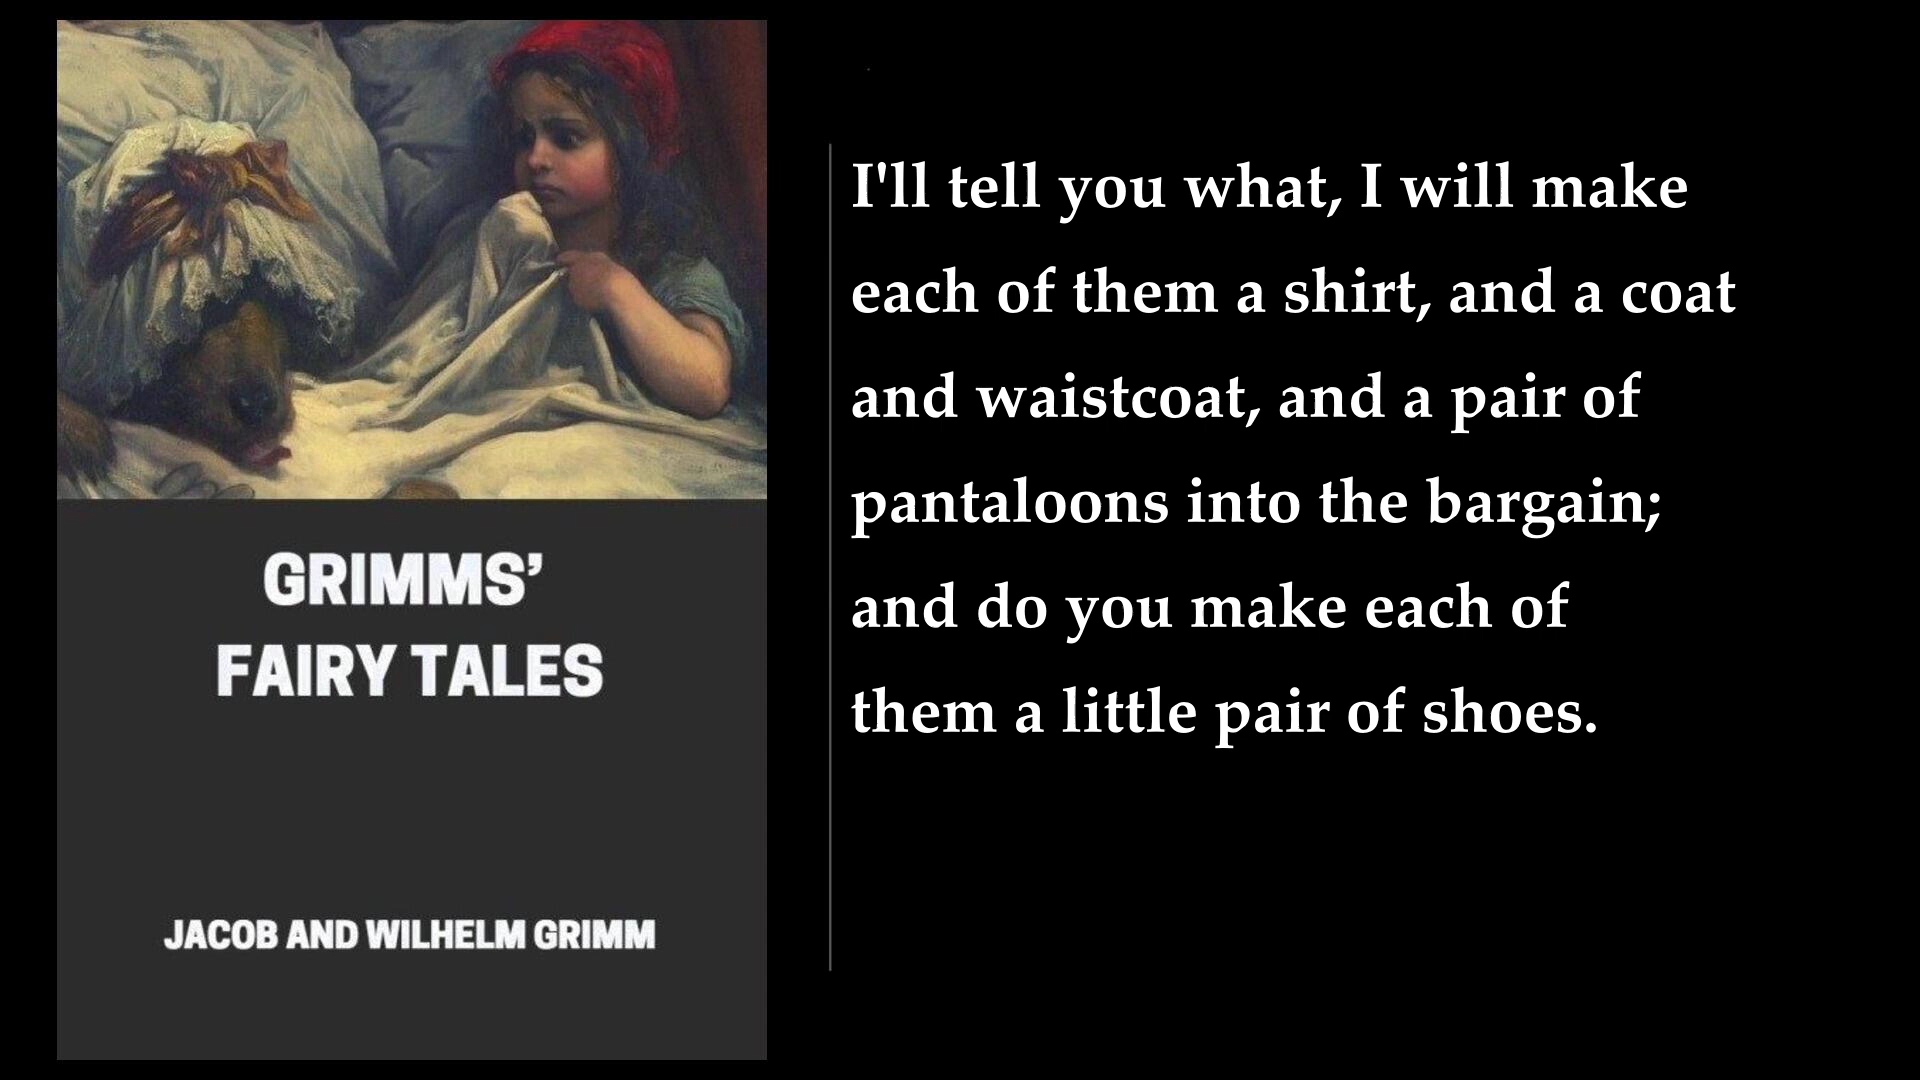 GRIMMS’
FAIRY TALES
JACOB AND WILHELM GRIMM
I'll tell you what, I will make
each of them a shirt, and a coat
and waistcoat, and a pair of
pantaloons into the bargain;
and do you make each of
them a little pair of shoes.